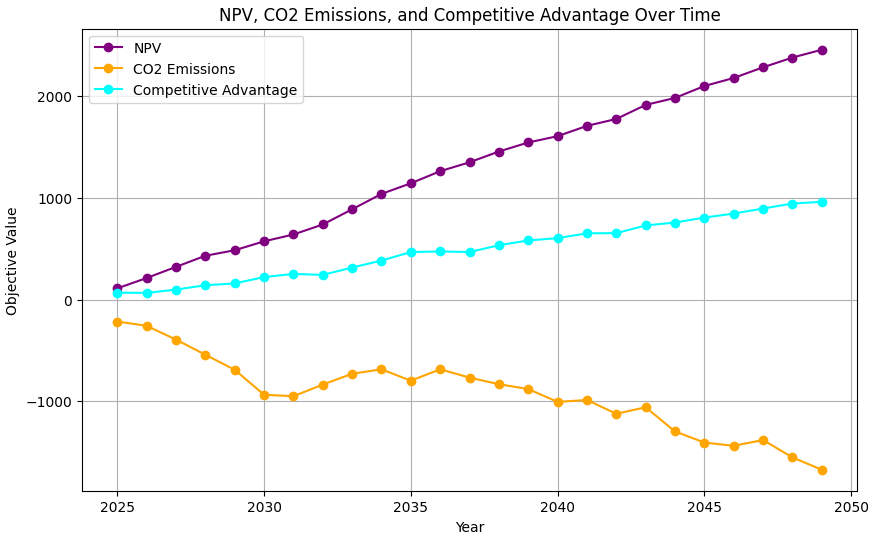 NPV, CO2 Emissions, and Competitive Advantage Over Time
NPV
CO2 Emissions
Competitive Advantage
2000
1000
0
−1000
Objective Value
2025
2030
2035
2040
2045
2050
Year